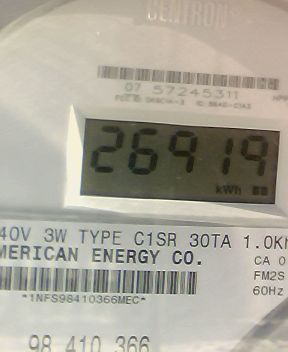 CENTRON®
07 57245311
26919
kWh
40V 3W TYPE C1SR 30TA 1.0Kh
MERICAN ENERGY CO.
CA 0
FM2S
*1NFS98410366MEC*
60Hz
98 410 366